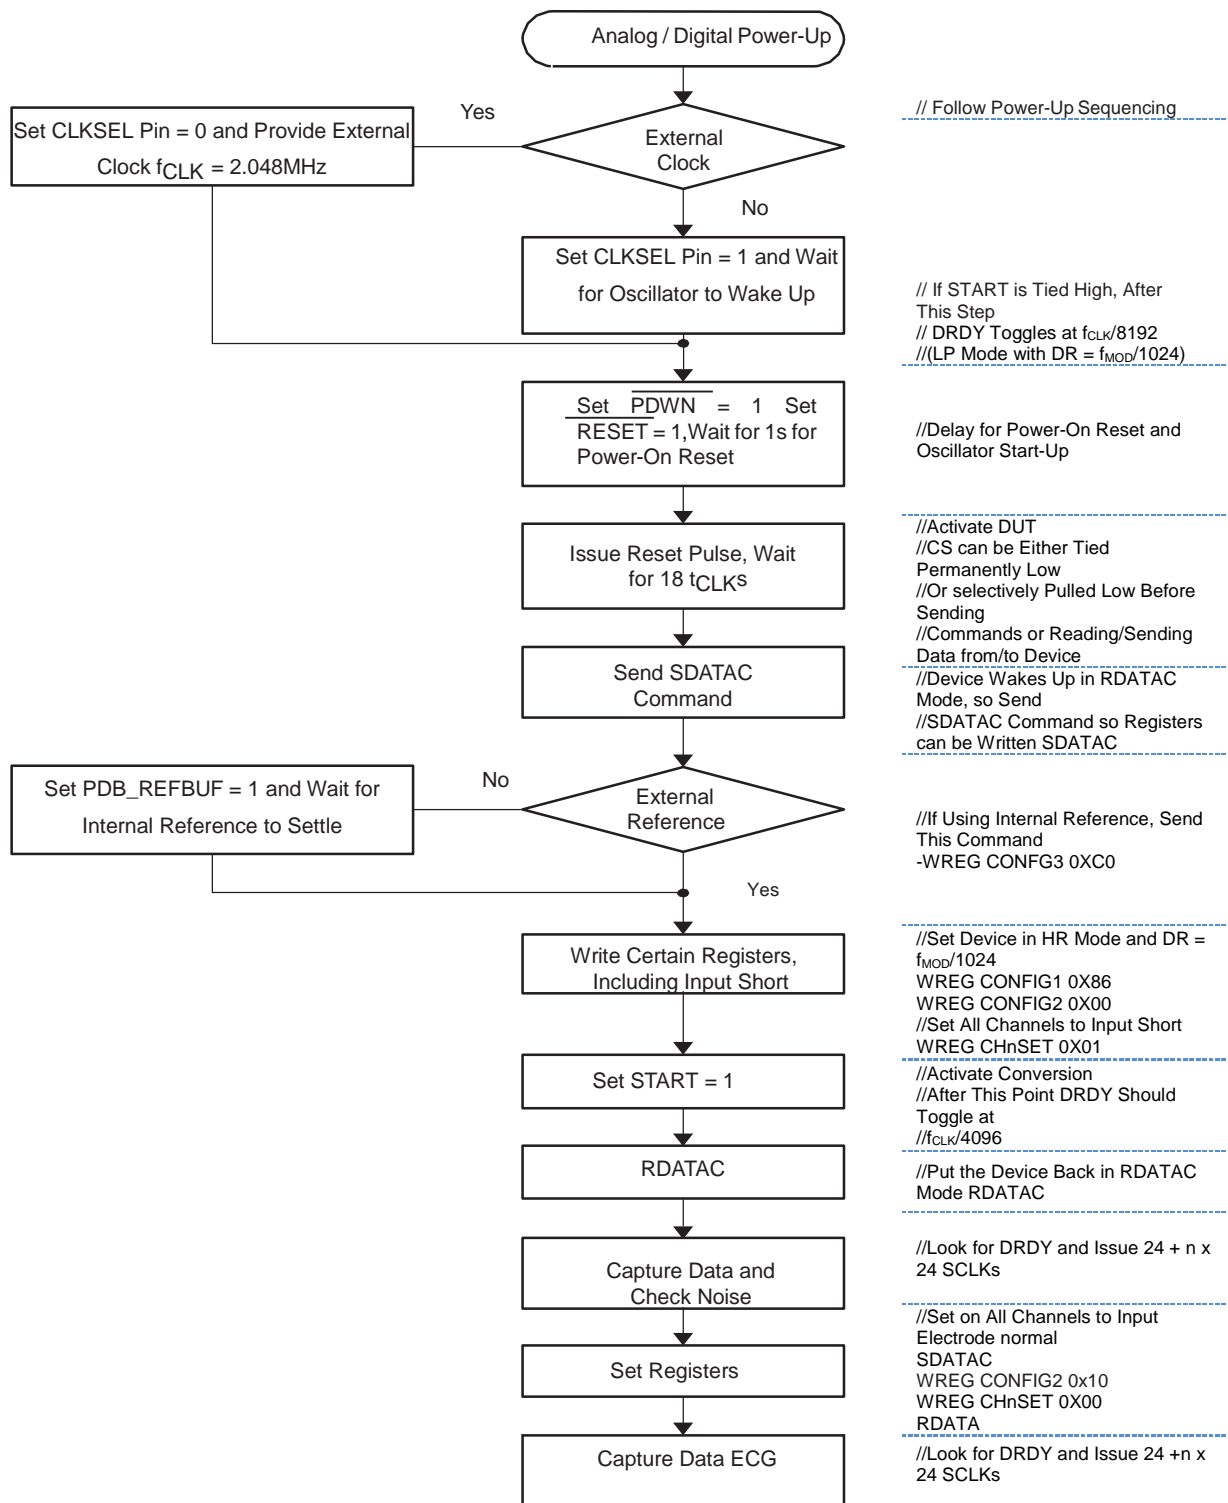 Analog / Digital Power-Up
// Follow Power-Up Sequencing
Yes
Set CLKSEL Pin = 0 and Provide External
Clock fCLK = 2.048MHz
External
Clock
No
Set CLKSEL Pin = 1 and Wait
for Oscillator to Wake Up
// If START is Tied High, After
This Step
// DRDY Toggles at fCLK/8192
//(LP Mode with DR = fMOD/1024)
Set PDWN = 1 Set
RESET = 1,Wait for 1s for
Power-On Reset
//Delay for Power-On Reset and
Oscillator Start-Up
Issue Reset Pulse, Wait
for 18 tCLKs
//Activate DUT
//CS can be Either Tied
Permanently Low
//Or selectively Pulled Low Before
Sending
//Commands or Reading/Sending
Data from/to Device
Send SDATAC
Command
//Device Wakes Up in RDATAC
Mode, so Send
//SDATAC Command so Registers
can be Written SDATAC
No
Set PDB_REFBUF = 1 and Wait for
Internal Reference to Settle
External
Reference
Yes
//If Using Internal Reference, Send
This Command
-WREG CONFG3 0XC0
Write Certain Registers,
Including Input Short
//Set Device in HR Mode and DR =
fMOD/1024
WREG CONFIG1 0X86
WREG CONFIG2 0X00
//Set All Channels to Input Short
WREG CHnSET 0X01
Set START = 1
//Activate Conversion
//After This Point DRDY Should
Toggle at
//fCLK/4096
RDATAC
//Put the Device Back in RDATAC
Mode RDATAC
Capture Data and
Check Noise
//Look for DRDY and Issue 24 + n x
24 SCLKs
Set Registers
//Set on All Channels to Input
Electrode normal
SDATAC
WREG CONFIG2 0x10
WREG CHnSET 0X00
RDATA
Capture Data ECG
//Look for DRDY and Issue 24 +n x
24 SCLKs